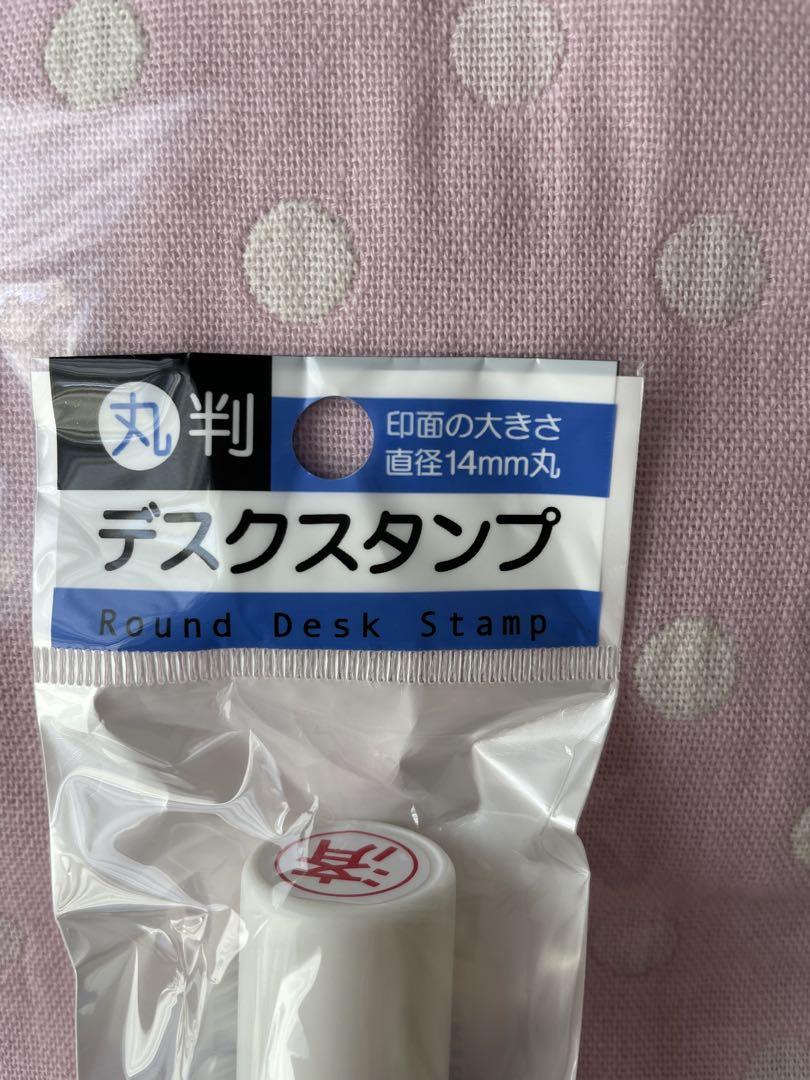 丸判
印面の大きさ
直径14mm丸
デスクスタンプ
Round Desk Stamp
済